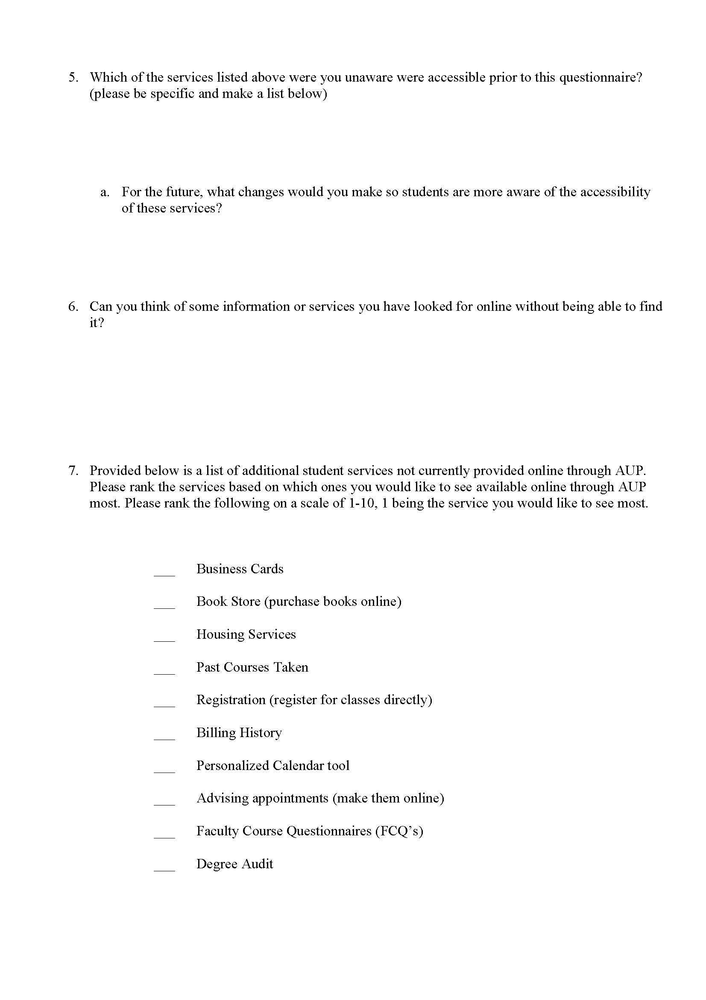 5. Which of the services listed above were you unaware were accessible prior to this questionnaire?
(please be specific and make a list below)
a. For the future, what changes would you make so students are more aware of the accessibility
of these services?
6. Can you think of some information or services you have looked for online without being able to find
it?
7. Provided below is a list of additional student services not currently provided online through AUP.
Please rank the services based on which ones you would like to see available online through AUP
most. Please rank the following on a scale of 1-10, 1 being the service you would like to see most.
___ Business Cards
___ Book Store (purchase books online)
___ Housing Services
___ Past Courses Taken
___ Registration (register for classes directly)
___ Billing History
___ Personalized Calendar tool
___ Advising appointments (make them online)
___ Faculty Course Questionnaires (FCQ’s)
___ Degree Audit